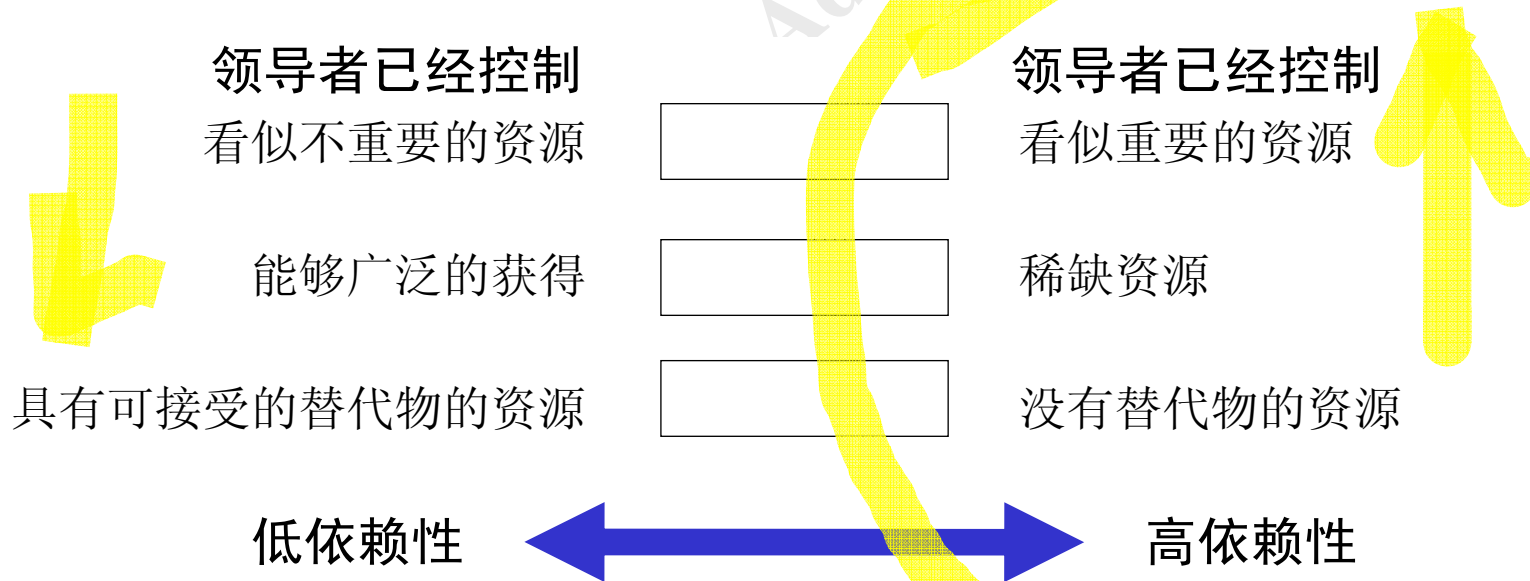 领导者已经控制 领导者已经控制
看似不重要的资源 看似重要的资源
能够广泛的获得 稀缺资源
具有可接受的替代物的资源 没有替代物的资源
低依赖性 高依赖性